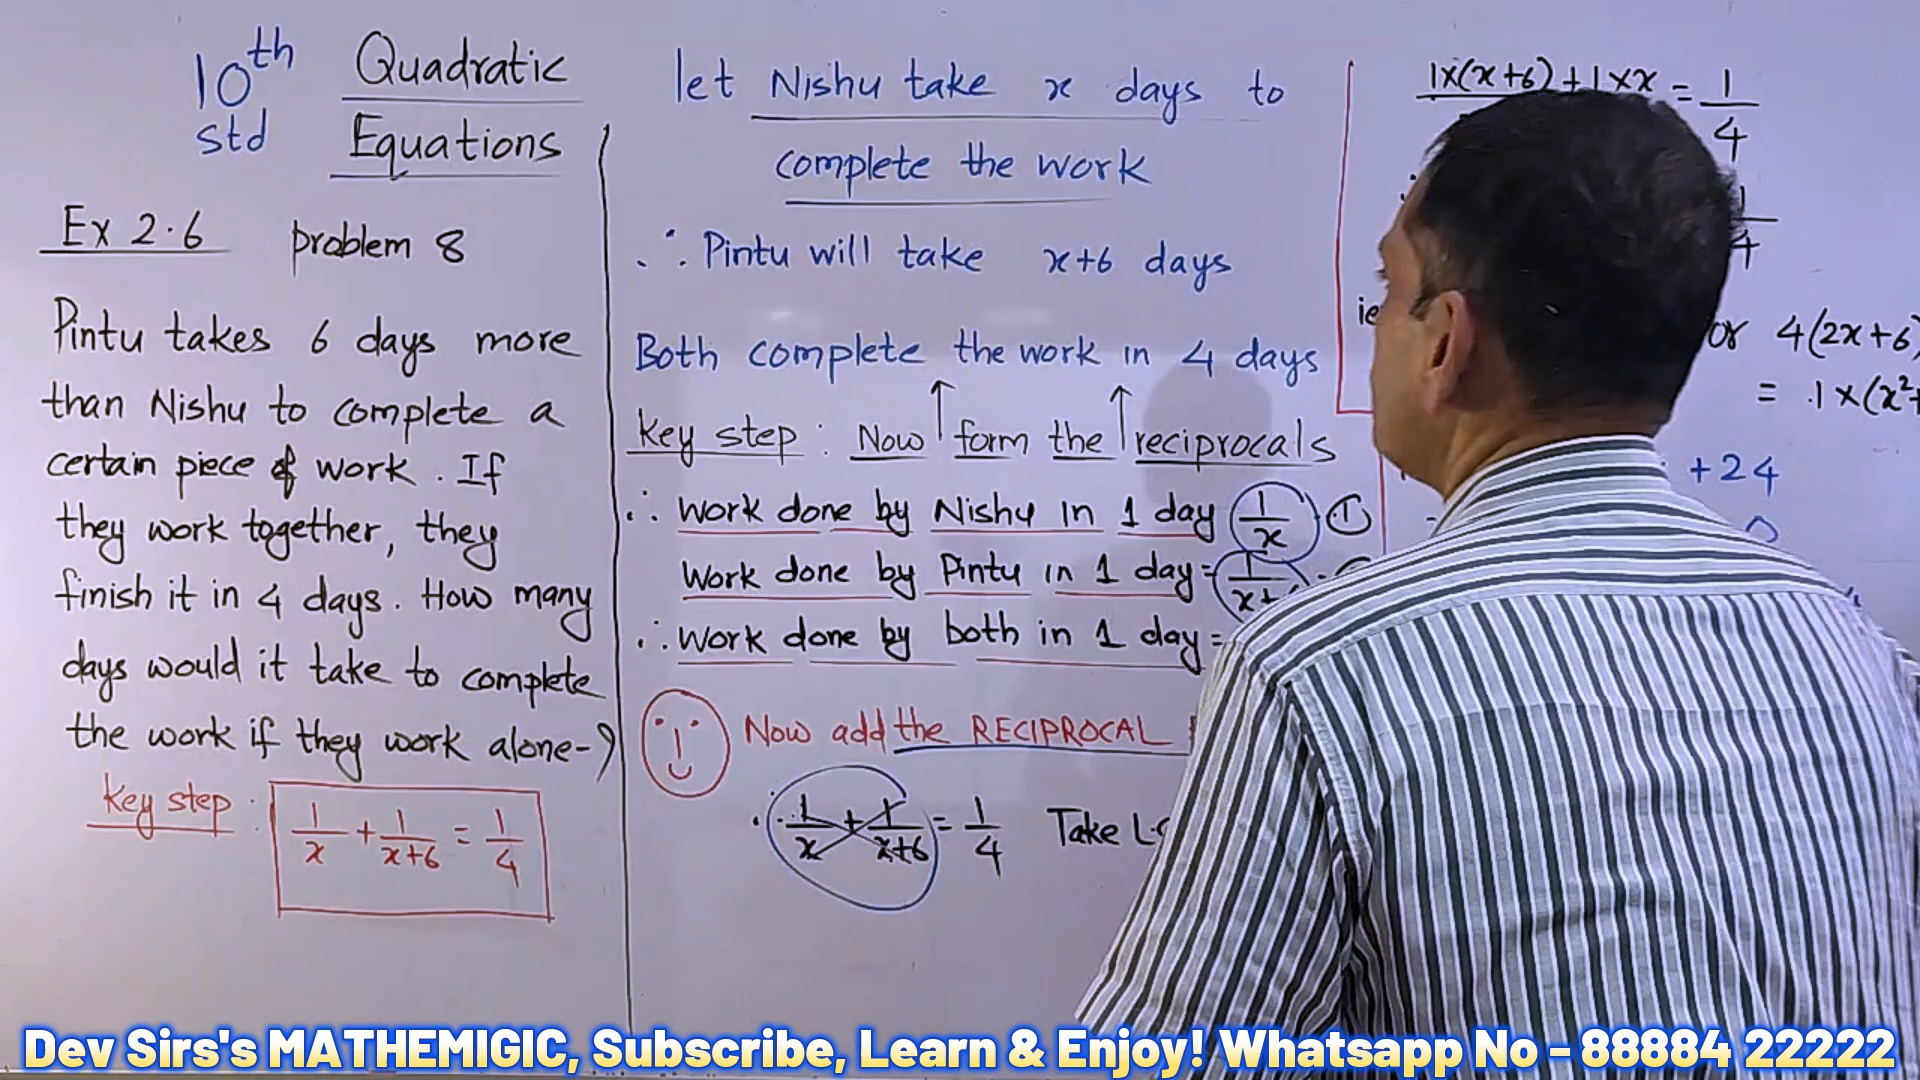 10th
std
Quadratic
Equations
Ex 2.6 problem 8
Pintu takes 6 days more
than Nishu to complete a
certain piece of work. If
they work together, they
finish it in 4 days. How many
days would it take to complete
the work if they work alone-?
key step : 1/x + 1/x+6 = 1/4
let Nishu take x days to
complete the work
∴ Pintu will take x+6 days
Both complete the work in 4 days
key step : Now form the reciprocals
∴ work done by Nishu in 1 day 1/x ①
Work done by Pintu in 1 day =
∴ work done by both in 1 day =
Now add the RECIPROCAL
∴ 1/x + 1/x+6 = 1/4 Take
1×(x+6) + 1×x = 1/4
ie
or 4(2x+6)
= 1×(x²+
+24
0
Dev Sirs's MATHEMIGIC, Subscribe, Learn & Enjoy! Whatsapp No - 88884 22222